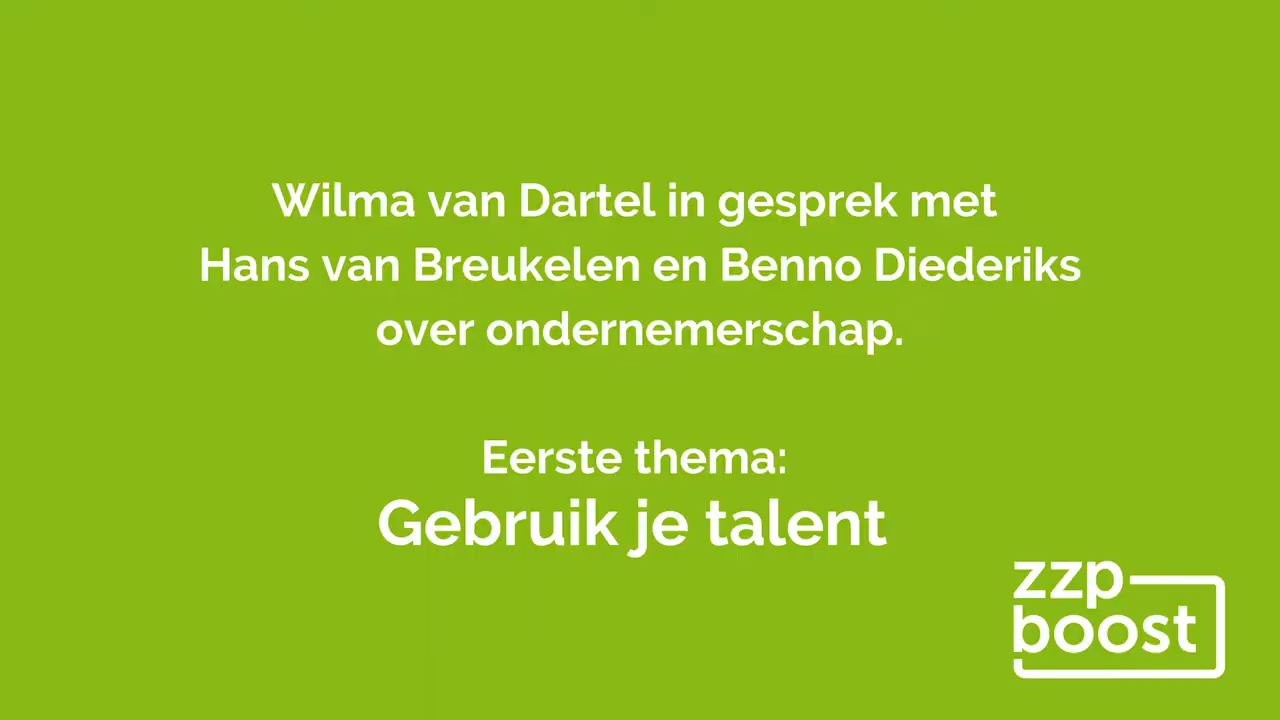 Wilma van Dartel in gesprek met
Hans van Breukelen en Benno Diederiks
over ondernemerschap.
Eerste thema:
Gebruik je talent
zzp
boost